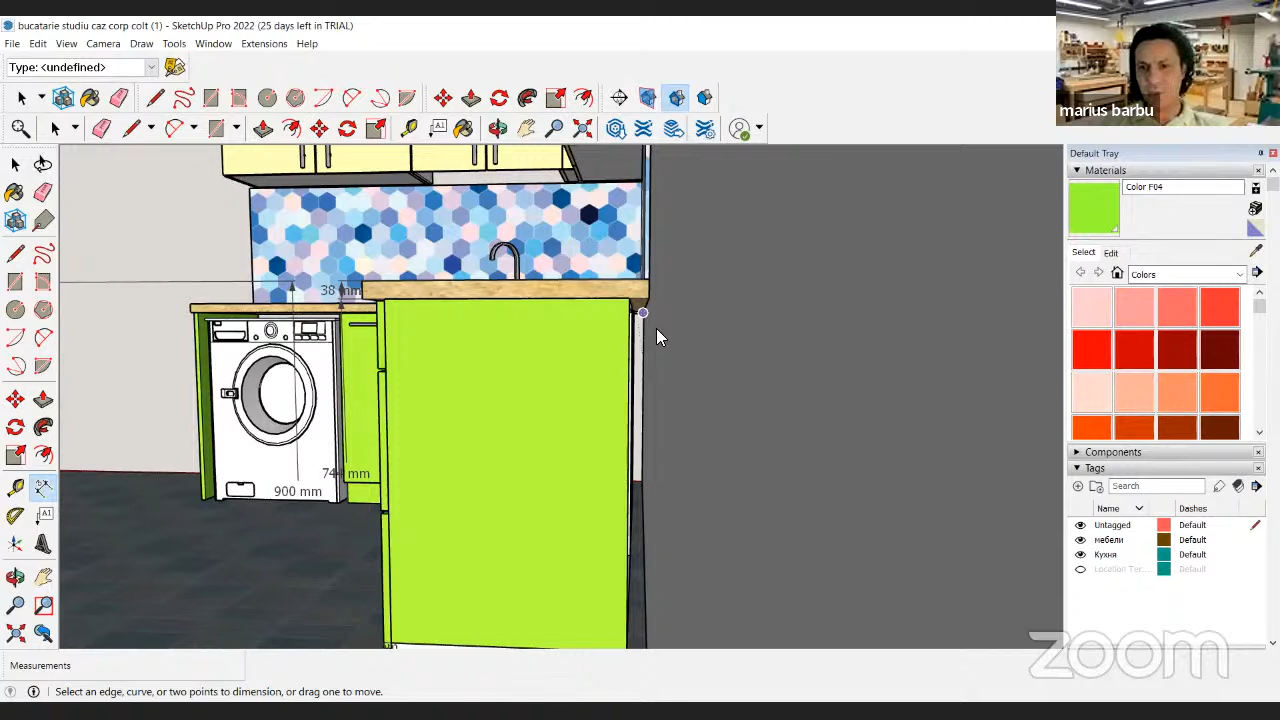 bucatarie studiu caz corp colt (1) - SketchUp Pro 2022 (25 days left in TRIAL)
File Edit View Camera Draw Tools Window Extensions Help
Type: <undefined>
marius barbu
Default Tray
Materials
Color F04
Select Edit
Colors
38 mm
mm
900 mm
Components
Tags
Search
Name Dashes
Untagged Default
мебели Default
Кухня Default
Location Ter... Default
zoom
Measurements
Select an edge, curve, or two points to dimension, or drag one to move.